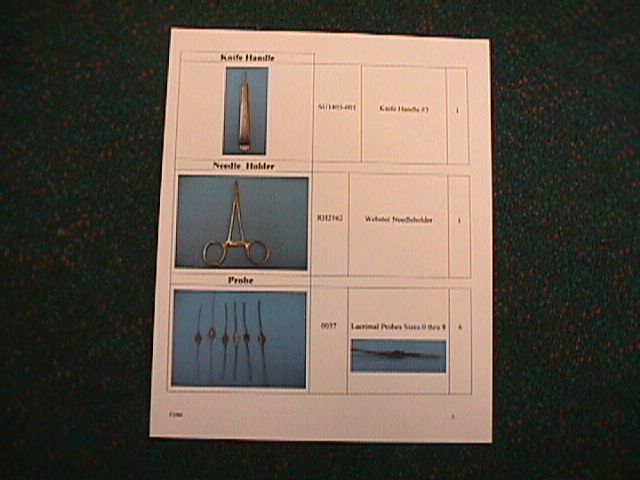 Knife Handle
SU1403-001 Knife Handle #3 1
Needle Holder
RH2362 Webster Needleholder 1
Probe
0037 Lacrimal Probes Sizes 0 thru 8 6